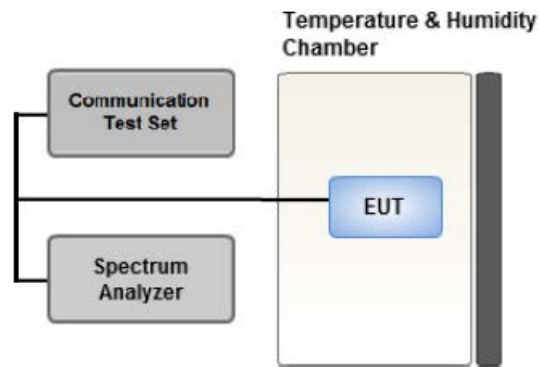 Temperature & Humidity
Chamber
Communication
Test Set
EUT
Spectrum
Analyzer